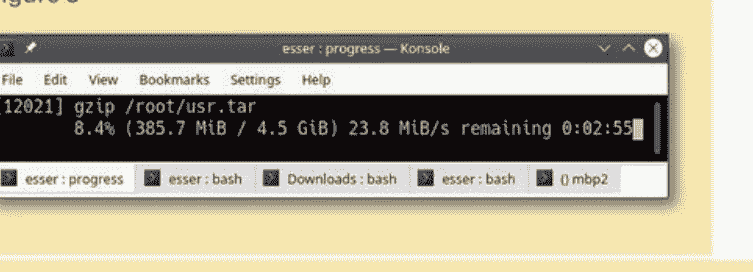 esser : progress — Konsole
File Edit View Bookmarks Settings Help
[12021] gzip /root/usr.tar
8.4% (385.7 MiB / 4.5 GiB) 23.8 MiB/s remaining 0:02:55
esser : progress esser : bash Downloads : bash esser : bash () mbp2